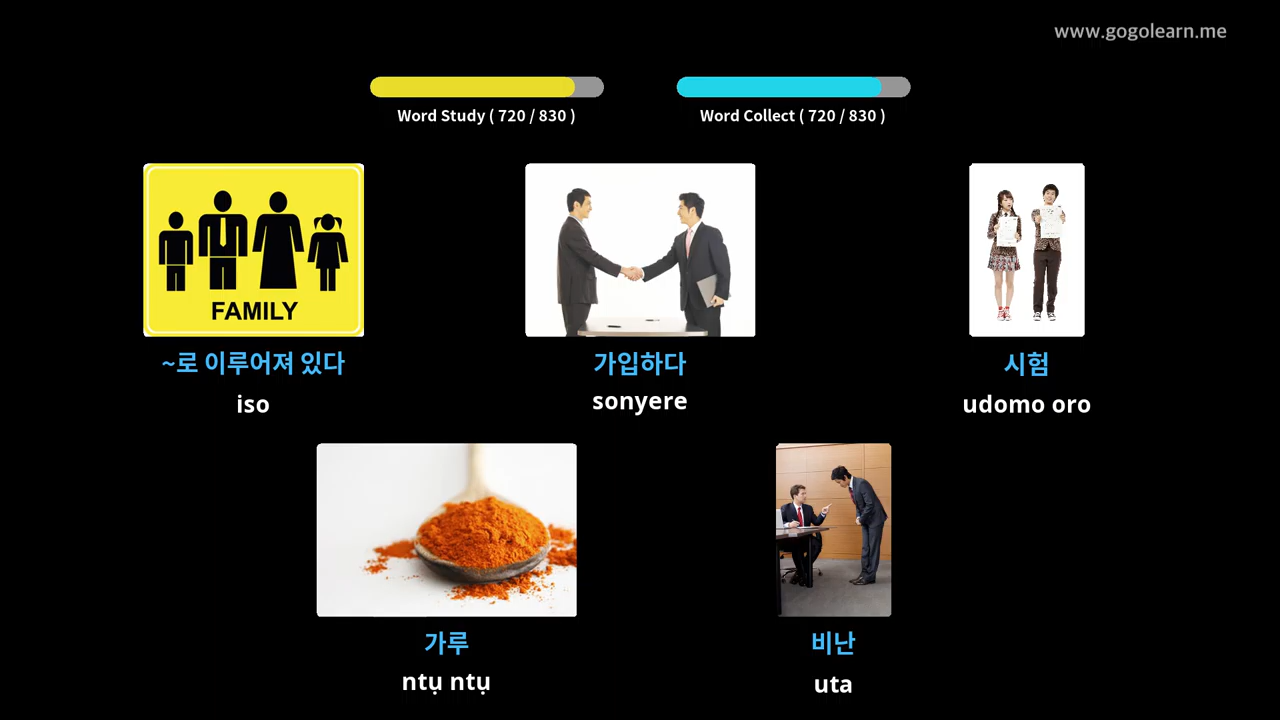 www.gogolearn.me
Word Study ( 720 / 830 )
Word Collect ( 720 / 830 )
FAMILY
~로 이루어져 있다
iso
가입하다
sonyere
시험
udomo oro
가루
ntụ ntụ
비난
uta